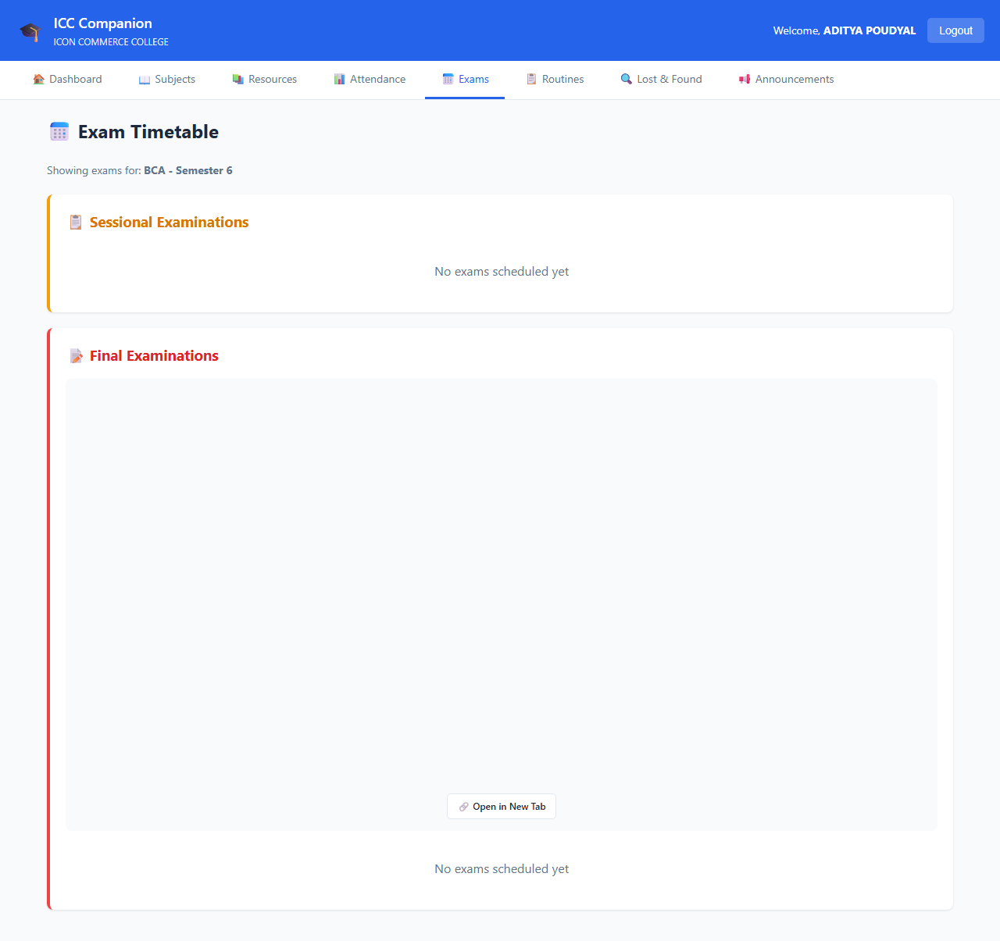 ICC Companion
ICON COMMERCE COLLEGE
Welcome, ADITYA POUDYAL
Logout
Dashboard
Subjects
Resources
Attendance
Exams
Routines
Lost & Found
Announcements
Exam Timetable
Showing exams for: BCA - Semester 6
Sessional Examinations
No exams scheduled yet
Final Examinations
Open in New Tab
No exams scheduled yet